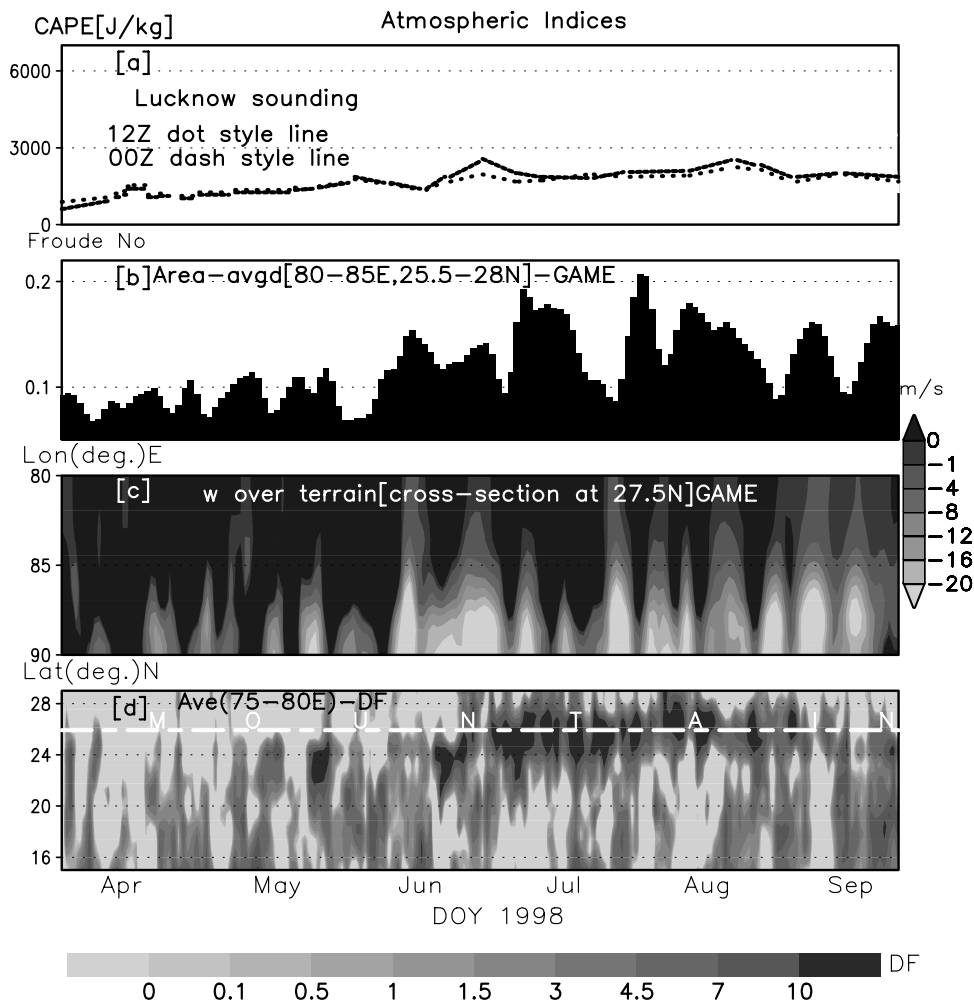 Atmospheric Indices
CAPE[J/kg]
[a]
6000
Lucknow sounding
12Z dot style line
3000
00Z dash style line
0
Froude No
[b]Area-avgd[80-85E,25.5-28N]-GAME
0.2
0.1
m/s
Lon(deg.)E
0
-1
-4
-8
-12
-16
-20
80
[c] w over terrain[cross-section at 27.5N]GAME
85
90
Lat(deg.)N
[d] Ave(75-80E)-DF
28
M O U N T A I N
24
20
16
Apr May Jun Jul Aug Sep
DOY 1998
DF
0 0.1 0.5 1 1.5 3 4.5 7 10